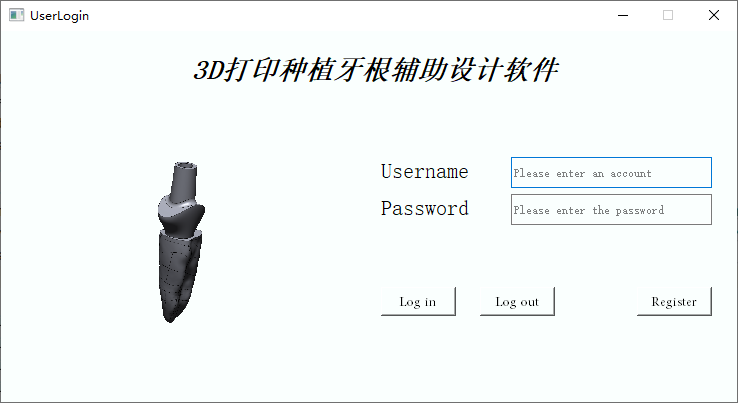 UserLogin
3D打印种植牙根辅助设计软件
Username
Please enter an account
Password
Please enter the password
Log in
Log out
Register